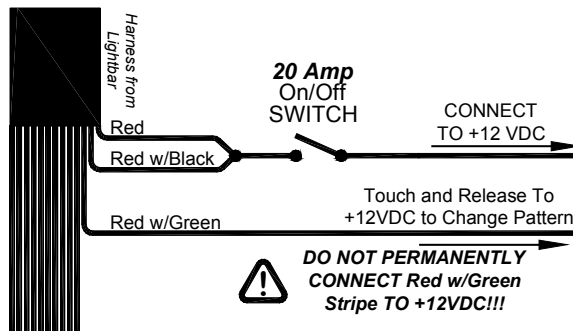 Harness from
Lightbar
20 Amp
On/Off
SWITCH
CONNECT
TO +12 VDC
Red
Red w/Black
Touch and Release To
+12VDC to Change Pattern
Red w/Green
DO NOT PERMANENTLY
CONNECT Red w/Green
Stripe TO +12VDC!!!